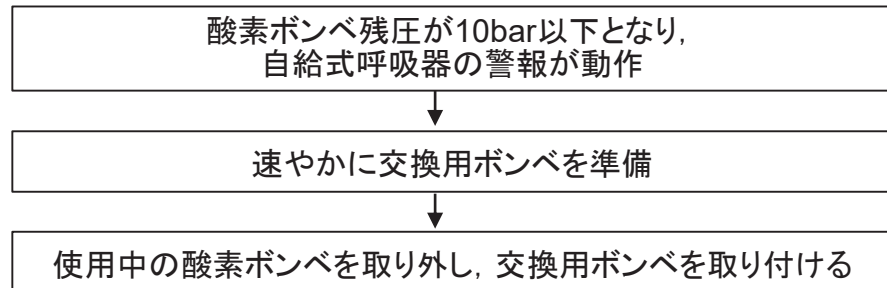 酸素ボンベ残圧が10bar以下となり,
自給式呼吸器の警報が動作
速やかに交換用ボンベを準備
使用中の酸素ボンベを取り外し, 交換用ボンベを取り付ける